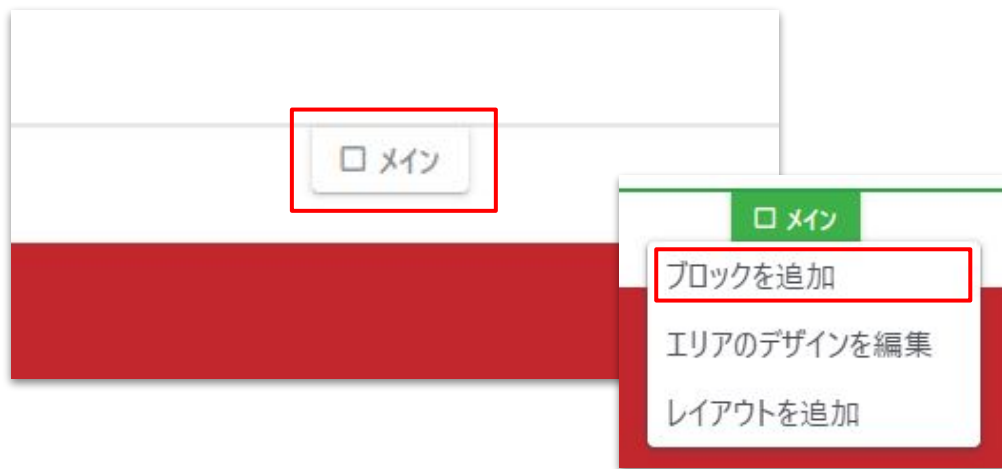 メイン
メイン
ブロックを追加
エリアのデザインを編集
レイアウトを追加